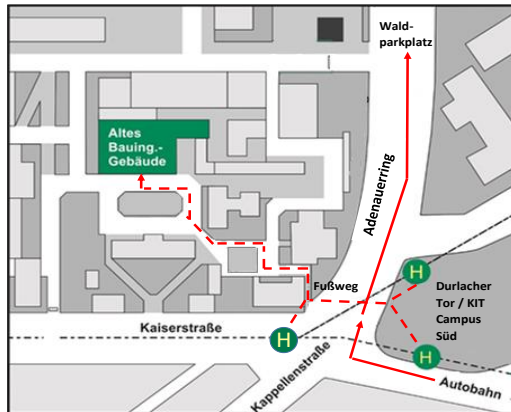 Wald-
parkplatz
Altes
Bauing.-
Gebäude
Adenauerring
Fußweg
H
Durlacher
Tor / KIT
Campus
Süd
Kaiserstraße
H
H
Kappellenstraße
Autobahn